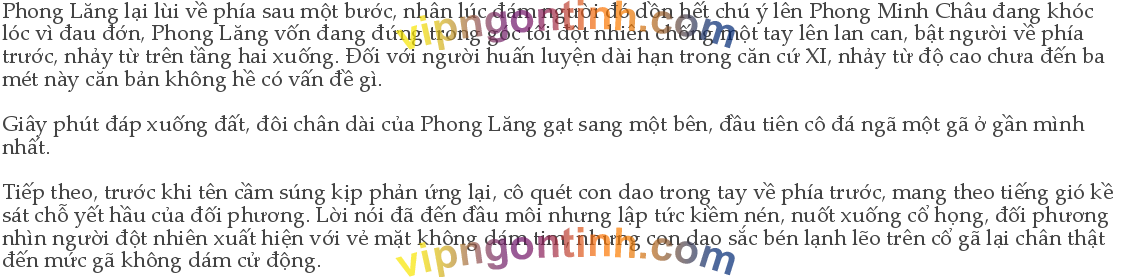 Phong Lăng lại lùi về phía sau một bước, nhân lúc đám người đó dồn hết chú ý lên Phong Minh Châu đang khóc
lóc vì đau đớn, Phong Lăng vốn đang đứng trong góc tối đột nhiên chống một tay lên lan can, bật người về phía
trước, nhảy từ trên tầng hai xuống. Đối với người huấn luyện dài hạn trong căn cứ XI, nhảy từ độ cao chưa đến ba
mét này căn bản không hề có vấn đề gì.
Giây phút đáp xuống đất, đôi chân dài của Phong Lăng gạt sang một bên, đầu tiên cô đá ngã một gã ở gần mình
nhất.
Tiếp theo, trước khi tên cầm súng kịp phản ứng lại, cô quét con dao trong tay về phía trước, mang theo tiếng gió kề
sát chỗ yết hầu của đối phương. Lời nói đã đến đầu môi nhưng lập tức kiềm nén, nuốt xuống cổ họng, đối phương
nhìn người đột nhiên xuất hiện với vẻ mặt không dám tin, nhưng con dao sắc bén lạnh lẽo trên cổ gã lại chân thật
đến mức gã không dám cử động.
vipngontinh.com
vipngontinh.com